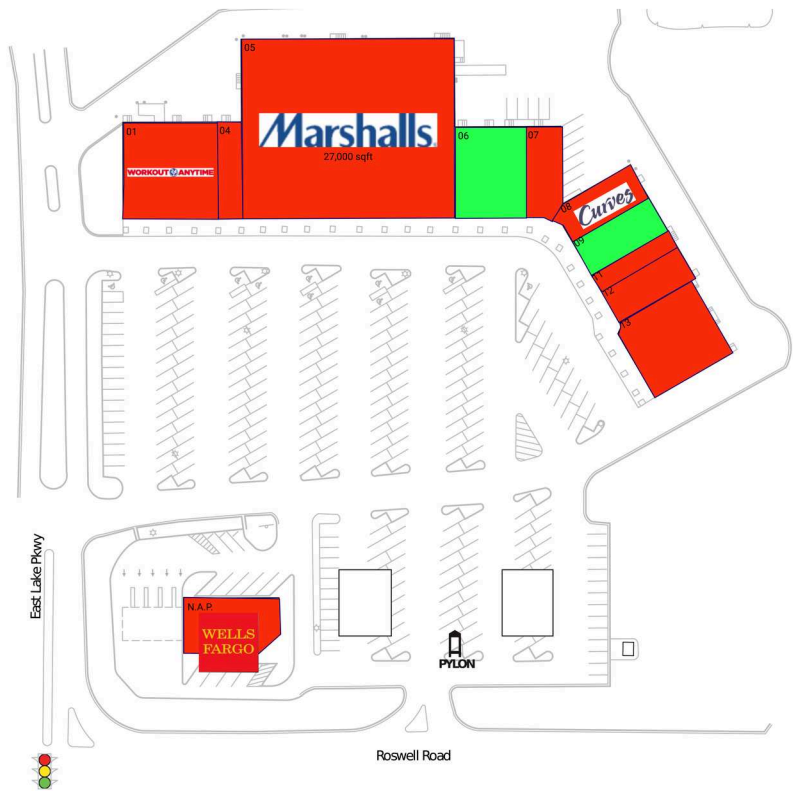 05
01
04
Marshalls
27,000 sqft
06
07
WORKOUT ANYTIME
08
Curves
09
11
12
13
East Lake Pkwy
N.A.P.
WELLS
FARGO
PYLON
Roswell Road